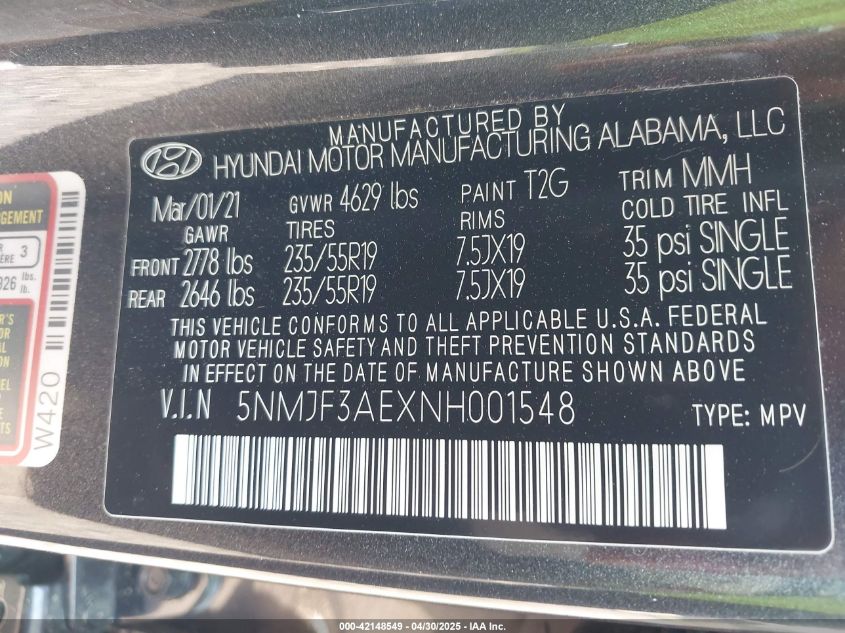 MANUFACTURED BY
HYUNDAI MOTOR MANUFACTURING ALABAMA, LLC
Mar/01/21 GVWR 4629 lbs PAINT T2G TRIM MMH
GAWR TIRES RIMS COLD TIRE INFL
FRONT 2778 lbs 235/55R19 7.5JX19 35 psi SINGLE
REAR 2646 lbs 235/55R19 7.5JX19 35 psi SINGLE
THIS VEHICLE CONFORMS TO ALL APPLICABLE U.S.A. FEDERAL
MOTOR VEHICLE SAFETY AND THEFT PREVENTION STANDARDS
IN EFFECT ON THE DATE OF MANUFACTURE SHOWN ABOVE
V.I.N 5NMJF3AEXNH001548 TYPE: MPV
3
lbs.
W420
000-42148549 - 04/30/2025 - IAA Inc.